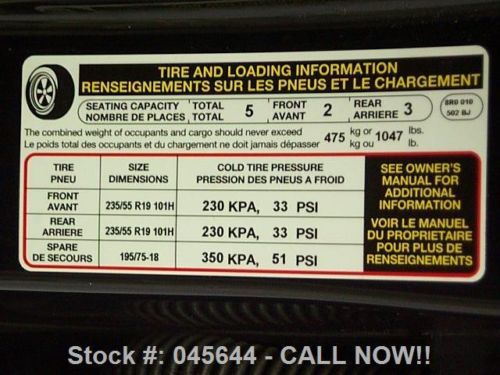 TIRE AND LOADING INFORMATION
RENSEIGNEMENTS SUR LES PNEUS ET LE CHARGEMENT
SEATING CAPACITY TOTAL 5 FRONT 2 REAR 3
NOMBRE DE PLACES TOTAL AVANT ARRIERE
8R0 010
502 BJ
The combined weight of occupants and cargo should never exceed 475 kg or 1047 lbs.
Le poids total des occupants et du chargement ne doit jamais dépasser kg ou lb.
TIRE SIZE COLD TIRE PRESSURE
PNEU DIMENSIONS PRESSION DES PNEUS A FROID
FRONT
AVANT 235/55 R19 101H 230 KPA, 33 PSI
REAR
ARRIERE 235/55 R19 101H 230 KPA, 33 PSI
SPARE
DE SECOURS 195/75-18 350 KPA, 51 PSI
SEE OWNER'S
MANUAL FOR
ADDITIONAL
INFORMATION
VOIR LE MANUEL
DU PROPRIETAIRE
POUR PLUS DE
RENSEIGNEMENTS
Stock #: 045644 - CALL NOW!!